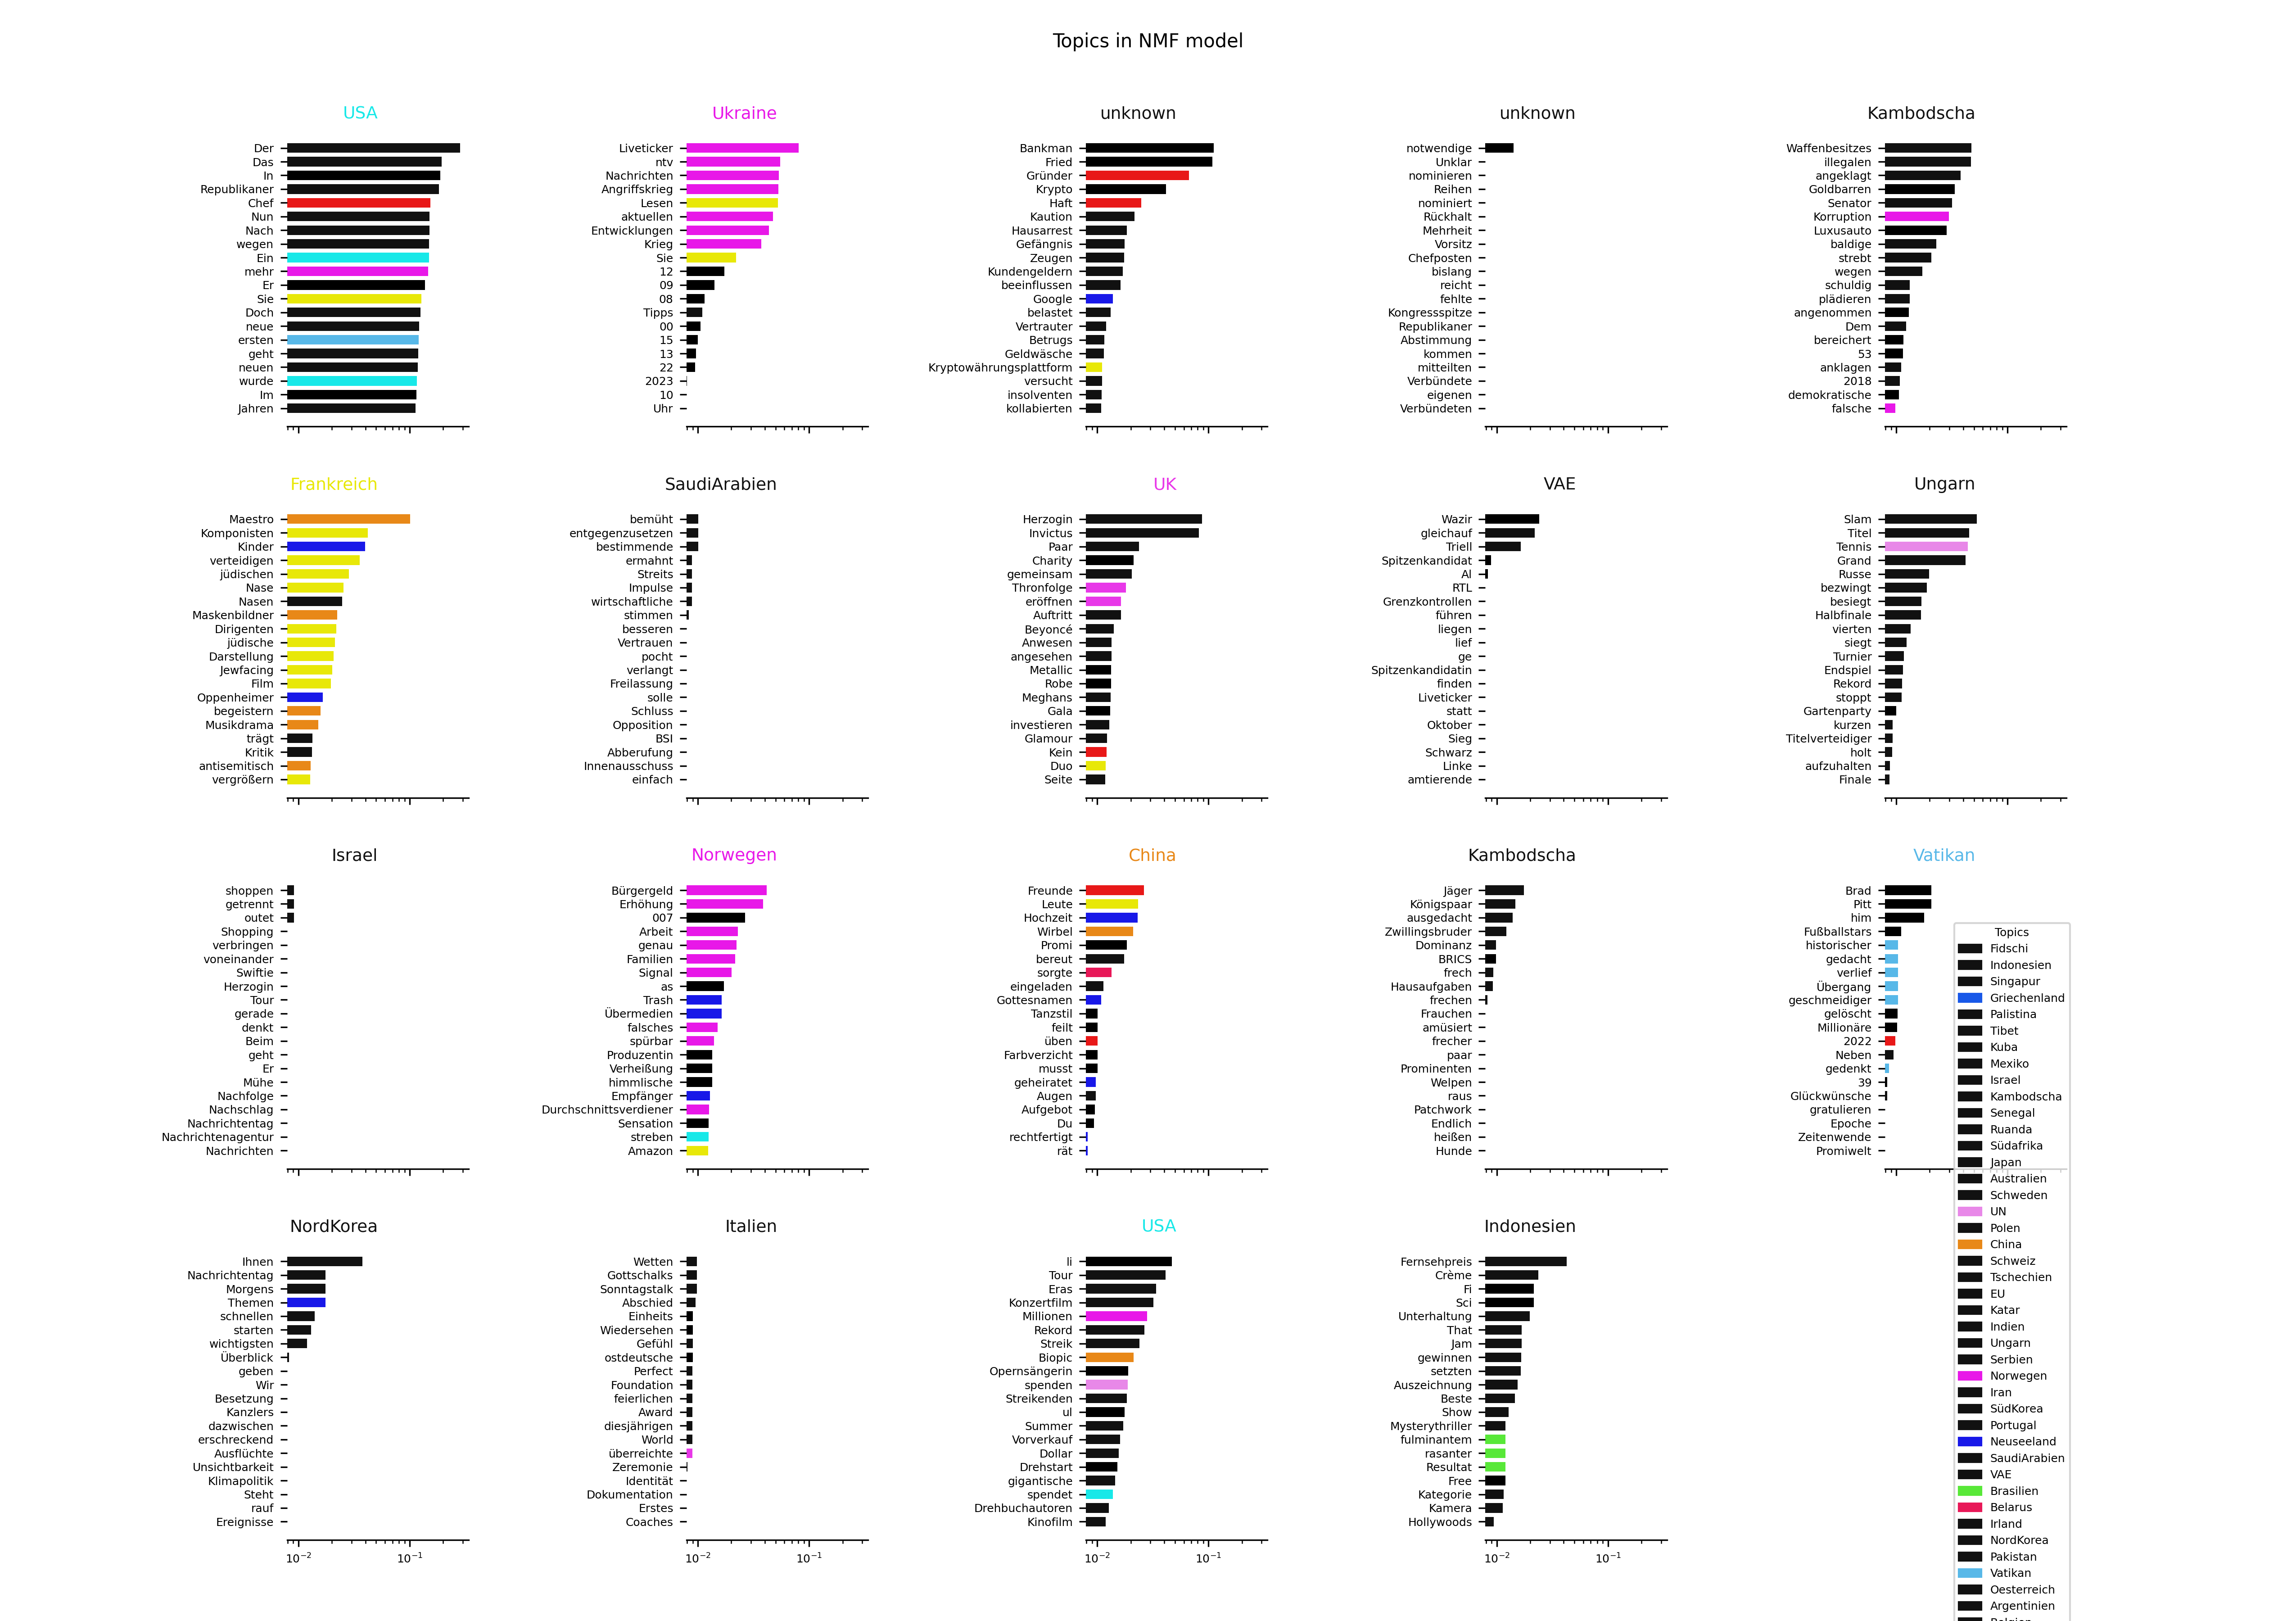 Topics in NMF model
USA
Der
Das
In
Republikaner
Chef
Nun
Nach
wegen
Ein
mehr
Er
Sie
Doch
neue
ersten
geht
neuen
wurde
Im
Jahren
Ukraine
Liveticker
ntv
Nachrichten
Angriffskrieg
Lesen
aktuellen
Entwicklungen
Krieg
Sie
12
09
08
Tipps
00
15
13
22
2023
10
Uhr
unknown
Bankman
Fried
Gründer
Krypto
Haft
Kaution
Hausarrest
Gefängnis
Zeugen
Kundengeldern
beeinflussen
Google
belastet
Vertrauter
Betrugs
Geldwäsche
Kryptowährungsplattform
versucht
insolventen
kollabierten
unknown
notwendige
Unklar
nominieren
Reihen
nominiert
Rückhalt
Mehrheit
Vorsitz
Chefposten
bislang
reicht
fehlte
Kongressspitze
Republikaner
Abstimmung
kommen
mitteilten
Verbündete
eigenen
Verbündeten
Kambodscha
Waffenbesitzes
illegalen
angeklagt
Goldbarren
Senator
Korruption
Luxusauto
baldige
strebt
wegen
schuldig
plädieren
angenommen
Dem
bereichert
53
anklagen
2018
demokratische
falsche
Frankreich
Maestro
Komponisten
Kinder
verteidigen
jüdischen
Nase
Nasen
Maskenbildner
Dirigenten
jüdische
Darstellung
Jewfacing
Film
Oppenheimer
begeistern
Musikdrama
trägt
Kritik
antisemitisch
vergrößern
SaudiArabien
bemüht
entgegenzusetzen
bestimmende
ermahnt
Streits
Impulse
wirtschaftliche
stimmen
besseren
Vertrauen
pocht
verlangt
Freilassung
solle
Schluss
Opposition
BSI
Abberufung
Innenausschuss
einfach
UK
Herzogin
Invictus
Paar
Charity
gemeinsam
Thronfolge
eröffnen
Auftritt
Beyoncé
Anwesen
angesehen
Metallic
Robe
Meghans
Gala
investieren
Glamour
Kein
Duo
Seite
VAE
Wazir
gleichauf
Triell
Spitzenkandidat
Al
RTL
Grenzkontrollen
führen
liegen
lief
ge
Spitzenkandidatin
finden
Liveticker
statt
Oktober
Sieg
Schwarz
Linke
amtierende
Ungarn
Slam
Titel
Tennis
Grand
Russe
bezwingt
besiegt
Halbfinale
vierten
siegt
Turnier
Endspiel
Rekord
stoppt
Gartenparty
kurzen
Titelverteidiger
holt
aufzuhalten
Finale
Israel
shoppen
getrennt
outet
Shopping
verbringen
voneinander
Swiftie
Herzogin
Tour
gerade
denkt
Beim
geht
Er
Mühe
Nachfolge
Nachschlag
Nachrichtentag
Nachrichtenagentur
Nachrichten
Norwegen
Bürgergeld
Erhöhung
007
Arbeit
genau
Familien
Signal
as
Trash
Übermedien
falsches
spürbar
Produzentin
Verheißung
himmlische
Empfänger
Durchschnittsverdiener
Sensation
streben
Amazon
China
Freunde
Leute
Hochzeit
Wirbel
Promi
bereut
sorgte
eingeladen
Gottesnamen
Tanzstil
feilt
üben
Farbverzicht
musst
geheiratet
Augen
Aufgebot
Du
rechtfertigt
rät
Kambodscha
Jäger
Königspaar
ausgedacht
Zwillingsbruder
Dominanz
BRICS
frech
Hausaufgaben
frechen
Frauchen
amüsiert
frecher
paar
Prominenten
Welpen
raus
Patchwork
Endlich
heißen
Hunde
Vatikan
Brad
Pitt
him
Fußballstars
historischer
gedacht
verlief
Übergang
geschmeidiger
gelöscht
Millionäre
2022
Neben
gedenkt
39
Glückwünsche
gratulieren
Epoche
Zeitenwende
Promiwelt
NordKorea
Ihnen
Nachrichtentag
Morgens
Themen
schnellen
starten
wichtigsten
Überblick
geben
Wir
Besetzung
Kanzlers
dazwischen
erschreckend
Ausflüchte
Unsichtbarkeit
Klimapolitik
Steht
rauf
Ereignisse
10⁻² 10⁻¹
Italien
Wetten
Gottschalks
Sonntagstalk
Abschied
Einheits
Wiedersehen
Gefühl
ostdeutsche
Perfect
Foundation
feierlichen
Award
diesjährigen
World
überreichte
Zeremonie
Identität
Dokumentation
Erstes
Coaches
10⁻² 10⁻¹
USA
li
Tour
Eras
Konzertfilm
Millionen
Rekord
Streik
Biopic
Opernsängerin
spenden
Streikenden
ul
Summer
Vorverkauf
Dollar
Drehstart
gigantische
spendet
Drehbuchautoren
Kinofilm
10⁻² 10⁻¹
Indonesien
Fernsehpreis
Crème
Fi
Sci
Unterhaltung
That
Jam
gewinnen
setzten
Auszeichnung
Beste
Show
Mysterythriller
fulminantem
rasanter
Resultat
Free
Kategorie
Kamera
Hollywoods
10⁻² 10⁻¹
Topics
Fidschi
Indonesien
Singapur
Griechenland
Palistina
Tibet
Kuba
Mexiko
Israel
Kambodscha
Senegal
Ruanda
Südafrika
Japan
Australien
Schweden
UN
Polen
China
Schweiz
Tschechien
EU
Katar
Indien
Ungarn
Serbien
Norwegen
Iran
SüdKorea
Portugal
Neuseeland
SaudiArabien
VAE
Brasilien
Belarus
Irland
NordKorea
Pakistan
Vatikan
Oesterreich
Argentinien